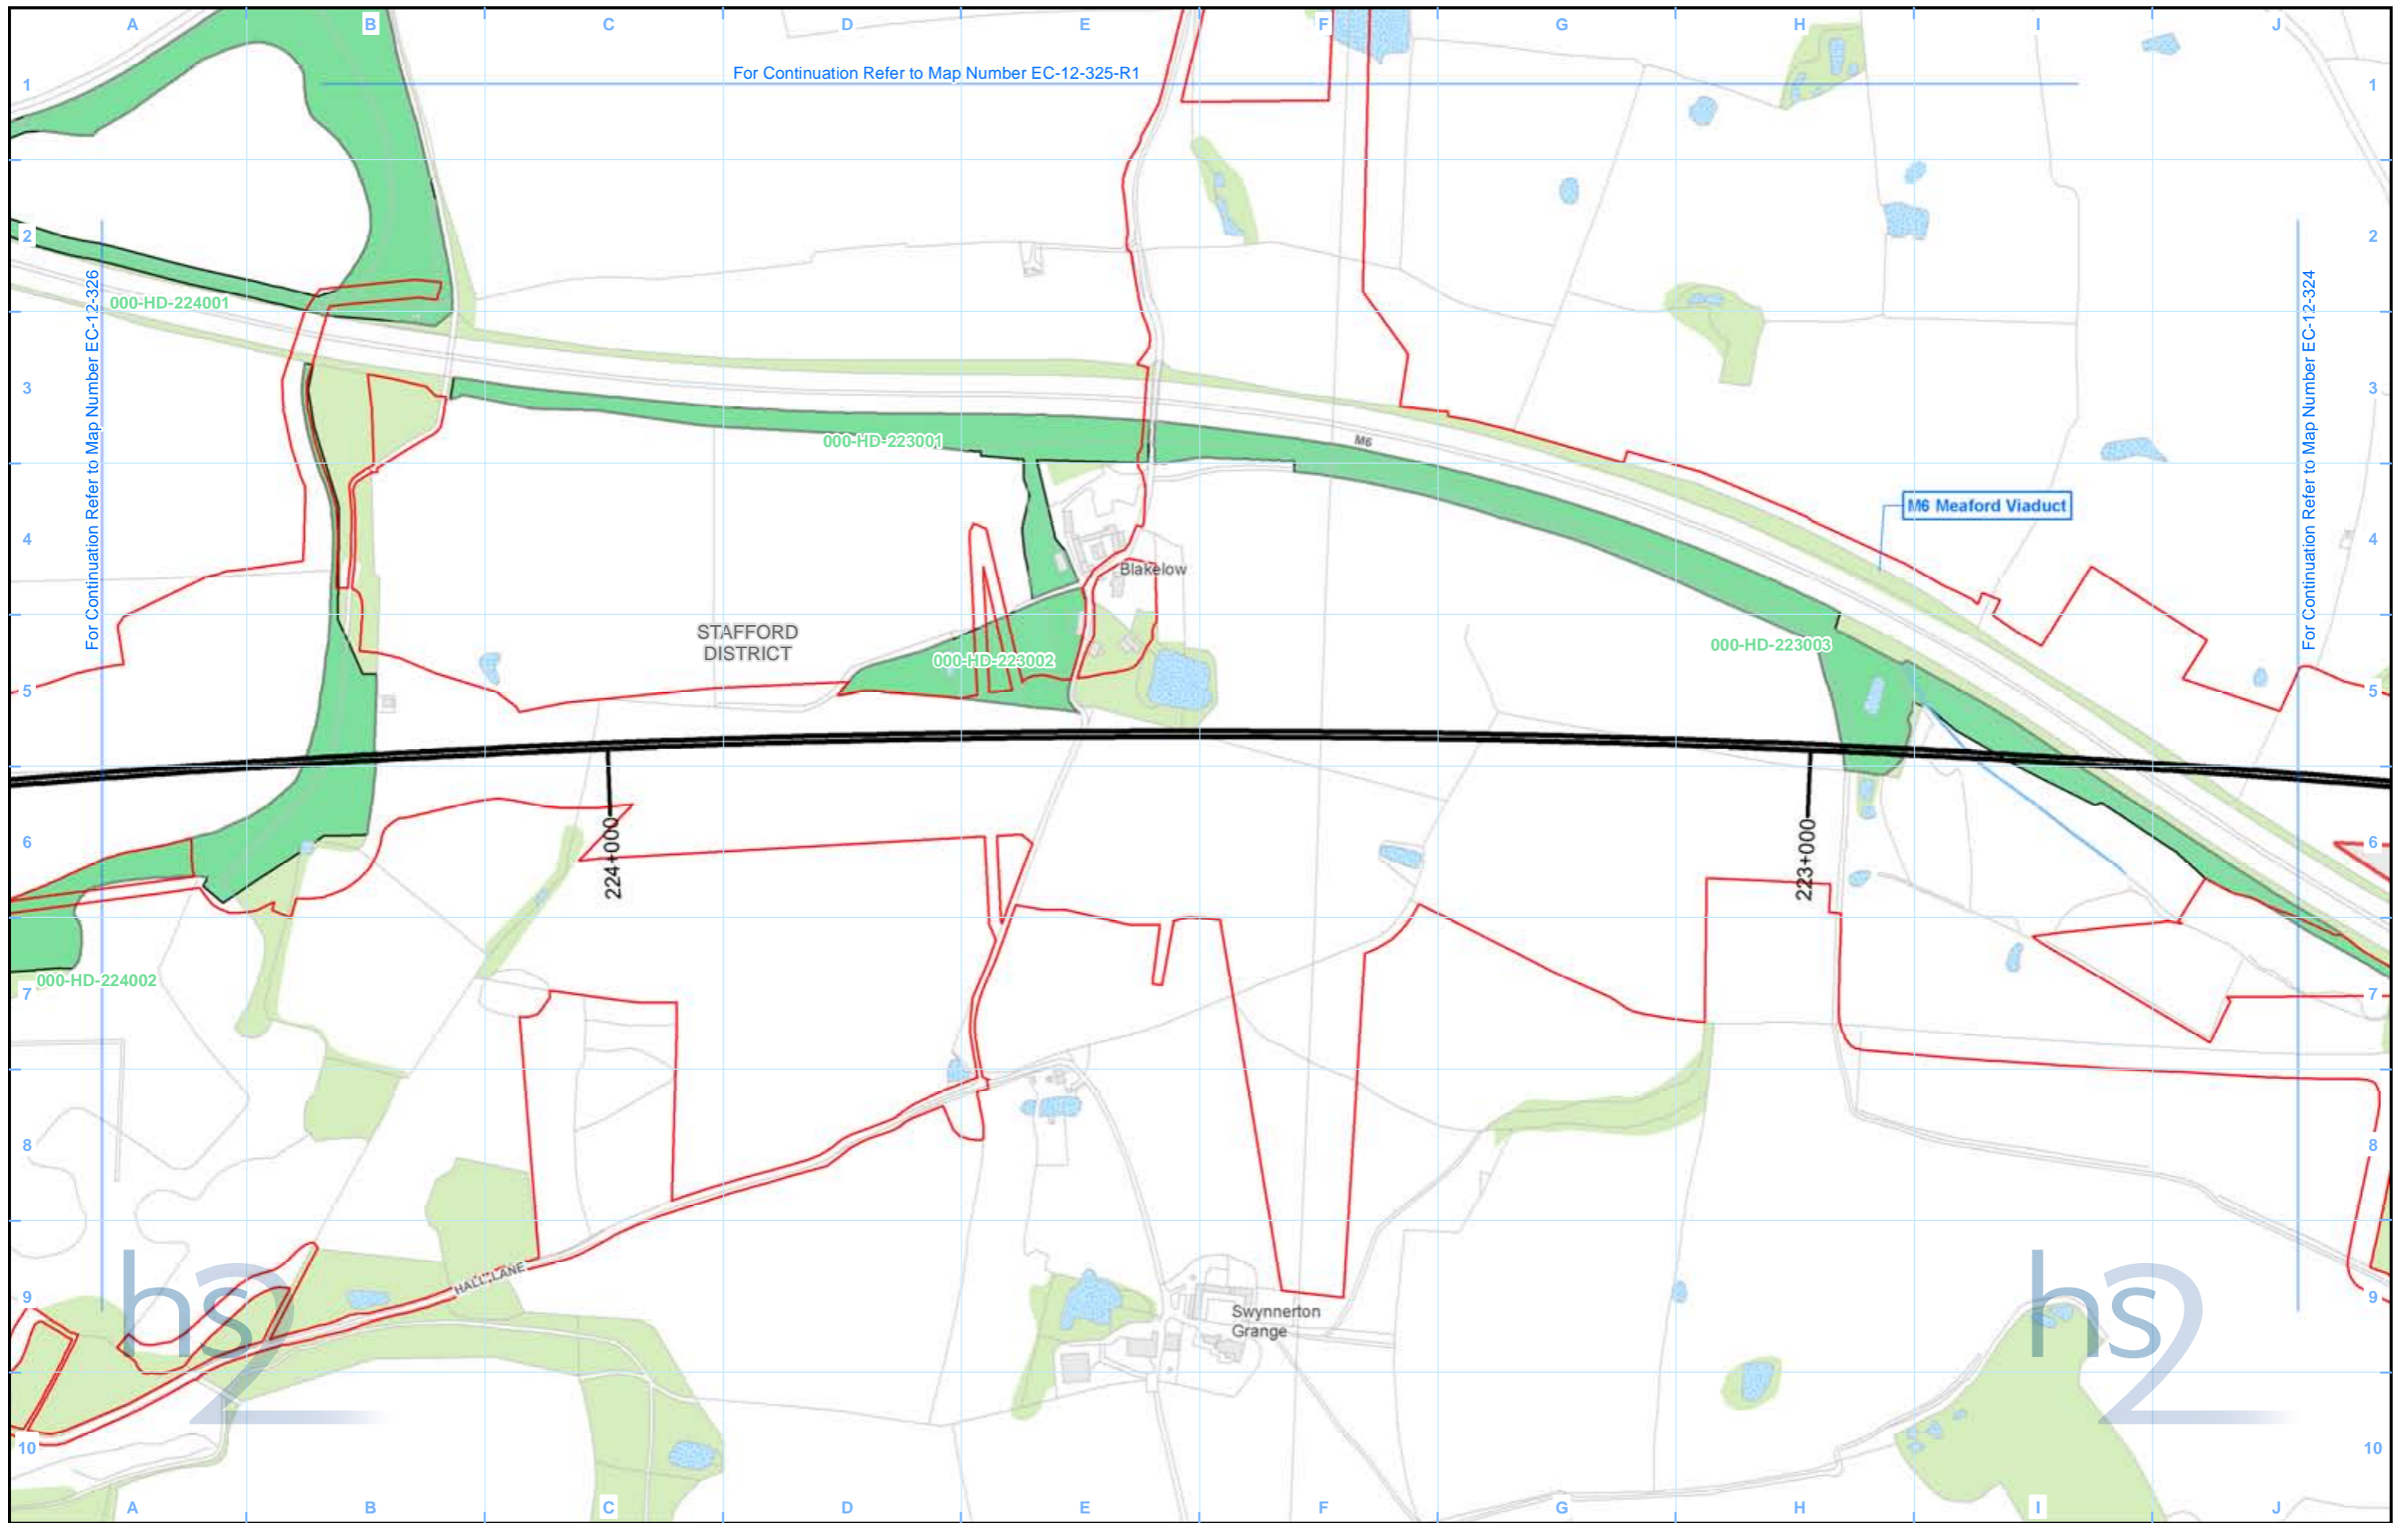 A B C D E F G H I J
For Continuation Refer to Map Number EC-12-325-R1
1 1
2 2
For Continuation Refer to Map Number EC-12-326
000-HD-224001
For Continuation Refer to Map Number EC-12-324
3 3
000-HD-223001
M6
M6 Meaford Viaduct
4 4
Blakelow
STAFFORD
DISTRICT
000-HD-223002
000-HD-223003
5 5
6 6
224+000
223+000
000-HD-224002
7 7
8 8
HALL LANE
hs2
hs2
9 9
Swynnerton
Grange
10 10
A B C D E F G H I J